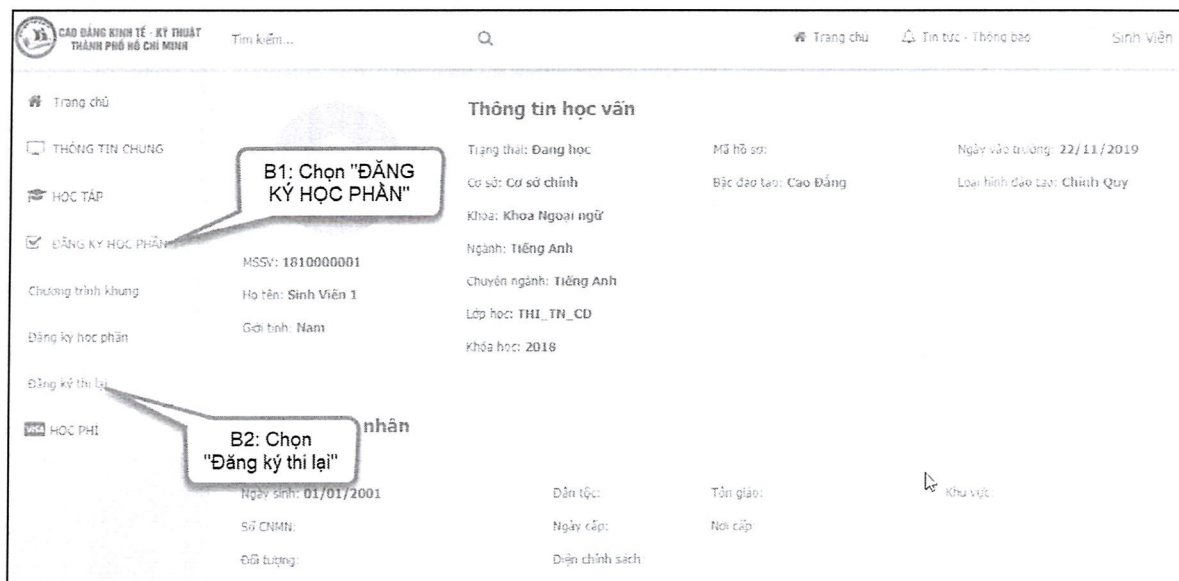 CAO ĐẲNG KINH TẾ - KỸ THUẬT
THÀNH PHỐ HỒ CHÍ MINH
Tìm kiếm...
Trang chủ
Tin tức - Thông báo
Sinh Viên
Trang chủ
THÔNG TIN CHUNG
HỌC TẬP
ĐĂNG KÝ HỌC PHẦN
Chương trình khung
Đăng ký học phần
Đăng ký thi lại
VISA HỌC PHÍ
B1: Chọn "ĐĂNG
KÝ HỌC PHẦN"
MSSV: 1810000001
Họ tên: Sinh Viên 1
Giới tính: Nam
Thông tin học vấn
Trạng thái: Đang học
Mã hồ sơ:
Ngày vào trường: 22/11/2019
Cơ sở: Cơ sở chính
Bậc đào tạo: Cao Đẳng
Loại hình đào tạo: Chính Quy
Khoa: Khoa Ngoại ngữ
Ngành: Tiếng Anh
Chuyên ngành: Tiếng Anh
Lớp học: THI_TN_CD
Khóa học: 2018
B2: Chọn
"Đăng ký thi lại"
nhân
Ngày sinh: 01/01/2001
Dân tộc:
Tôn giáo:
Khu vực:
Số CNMN:
Ngày cấp:
Nơi cấp:
Đối tượng:
Diện chính sách: